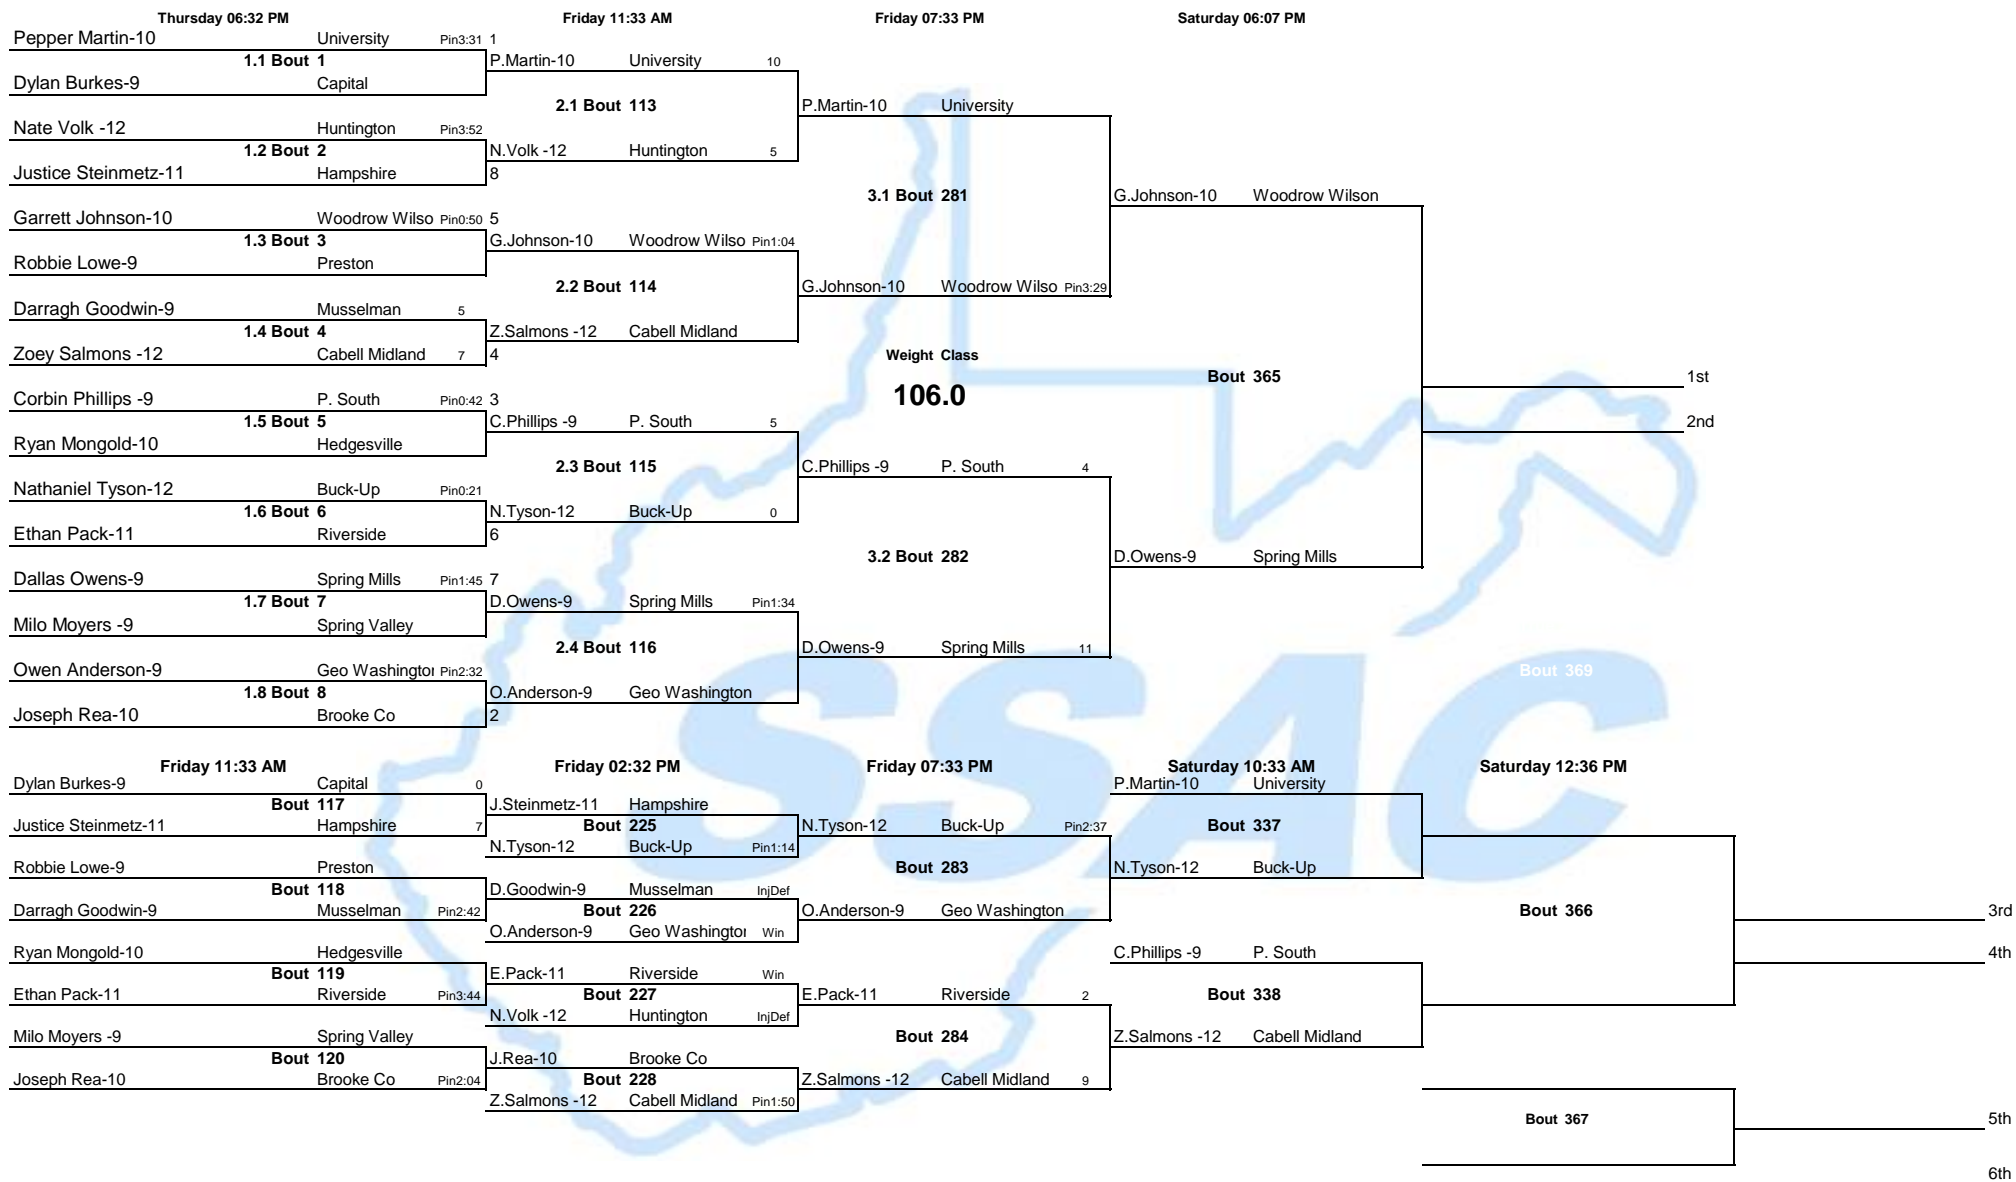 Thursday 06:32 PM Friday 11:33 AM Friday 07:33 PM Saturday 06:07 PM
Pepper Martin-10 University Pin3:31 1
1.1 Bout 1 P.Martin-10 University 10
Dylan Burkes-9 Capital
2.1 Bout 113 P.Martin-10 University
Nate Volk -12 Huntington Pin3:52
1.2 Bout 2 N.Volk -12 Huntington 5
Justice Steinmetz-11 Hampshire 8
3.1 Bout 281 G.Johnson-10 Woodrow Wilson
Garrett Johnson-10 Woodrow Wilso Pin0:50 5
1.3 Bout 3 G.Johnson-10 Woodrow Wilso Pin1:04
Robbie Lowe-9 Preston
2.2 Bout 114 G.Johnson-10 Woodrow Wilso Pin3:29
Darragh Goodwin-9 Musselman 5
1.4 Bout 4 Z.Salmons -12 Cabell Midland
Zoey Salmons -12 Cabell Midland 7 4 Weight Class
Bout 365 1st
Corbin Phillips -9 P. South Pin0:42 3 106.0
1.5 Bout 5 C.Phillips -9 P. South 5 2nd
Ryan Mongold-10 Hedgesville
2.3 Bout 115 C.Phillips -9 P. South 4
Nathaniel Tyson-12 Buck-Up Pin0:21
1.6 Bout 6 N.Tyson-12 Buck-Up 0
Ethan Pack-11 Riverside 6
3.2 Bout 282 D.Owens-9 Spring Mills
Dallas Owens-9 Spring Mills Pin1:45 7
1.7 Bout 7 D.Owens-9 Spring Mills Pin1:34
Milo Moyers -9 Spring Valley
2.4 Bout 116 D.Owens-9 Spring Mills 11
Owen Anderson-9 Geo Washingtor Pin2:32 Bout 369
1.8 Bout 8 O.Anderson-9 Geo Washington
Joseph Rea-10 Brooke Co 2
SSAC
Friday 11:33 AM Friday 02:32 PM Friday 07:33 PM Saturday 10:33 AM Saturday 12:36 PM
Dylan Burkes-9 Capital 0 P.Martin-10 University
Bout 117 J.Steinmetz-11 Hampshire
Justice Steinmetz-11 Hampshire 7 Bout 225 N.Tyson-12 Buck-Up Pin2:37 Bout 337
N.Tyson-12 Buck-Up Pin1:14
Robbie Lowe-9 Preston Bout 283 N.Tyson-12 Buck-Up
Bout 118 D.Goodwin-9 Musselman InjDef
Darragh Goodwin-9 Musselman Pin2:42 Bout 226 O.Anderson-9 Geo Washington Bout 366 3rd
O.Anderson-9 Geo Washingtor Win
Ryan Mongold-10 Hedgesville C.Phillips -9 P. South 4th
Bout 119 E.Pack-11 Riverside Win
Ethan Pack-11 Riverside Pin3:44 Bout 227 E.Pack-11 Riverside 2 Bout 338
N.Volk -12 Huntington InjDef
Milo Moyers -9 Spring Valley Bout 284 Z.Salmons -12 Cabell Midland
Bout 120 J.Rea-10 Brooke Co
Joseph Rea-10 Brooke Co Pin2:04 Bout 228 Z.Salmons -12 Cabell Midland 9
Z.Salmons -12 Cabell Midland Pin1:50
Bout 367 5th
6th